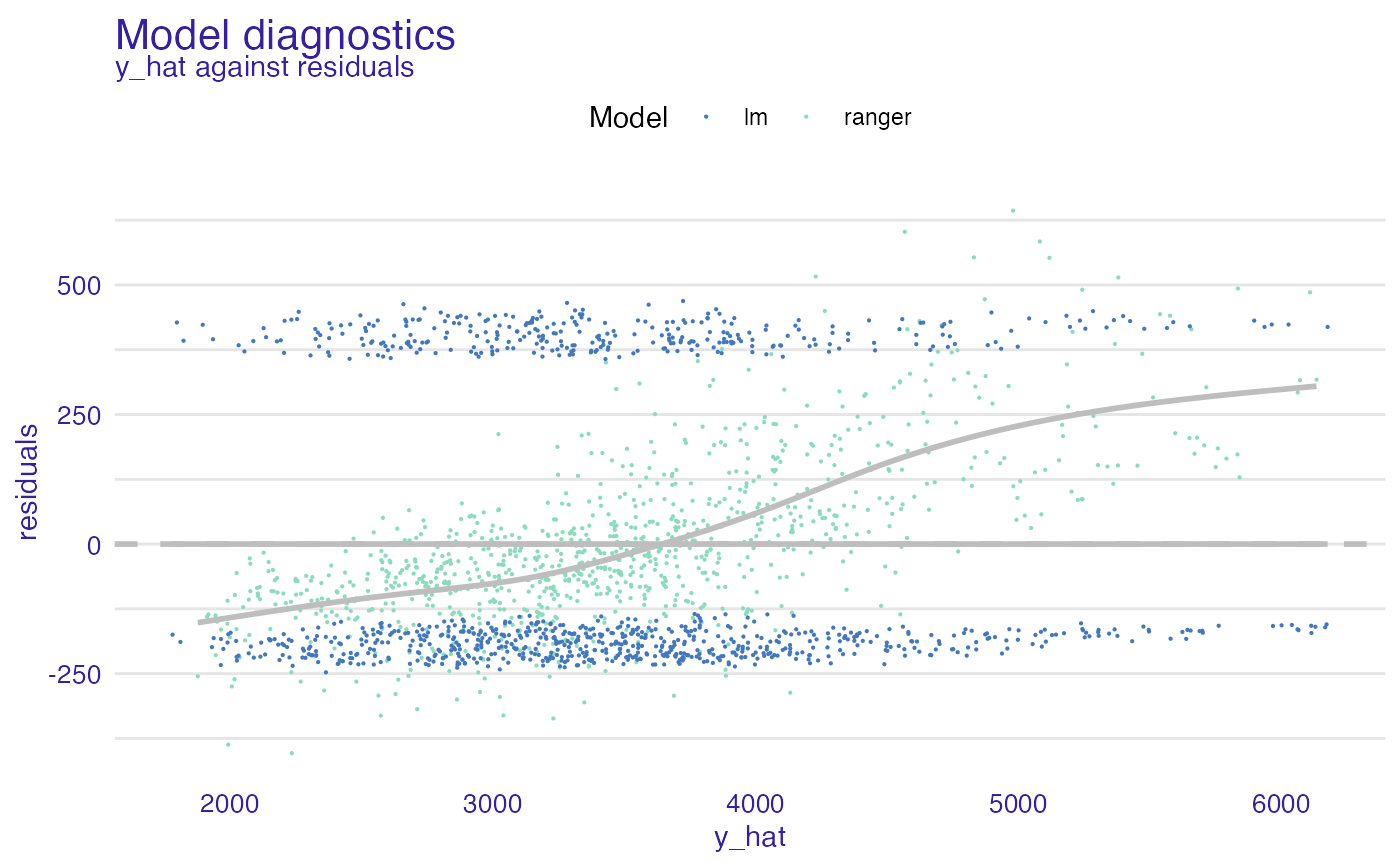 Model diagnostics
y_hat against residuals
Model lm ranger
500
250
0
-250
residuals
2000 3000 4000 5000 6000
y_hat